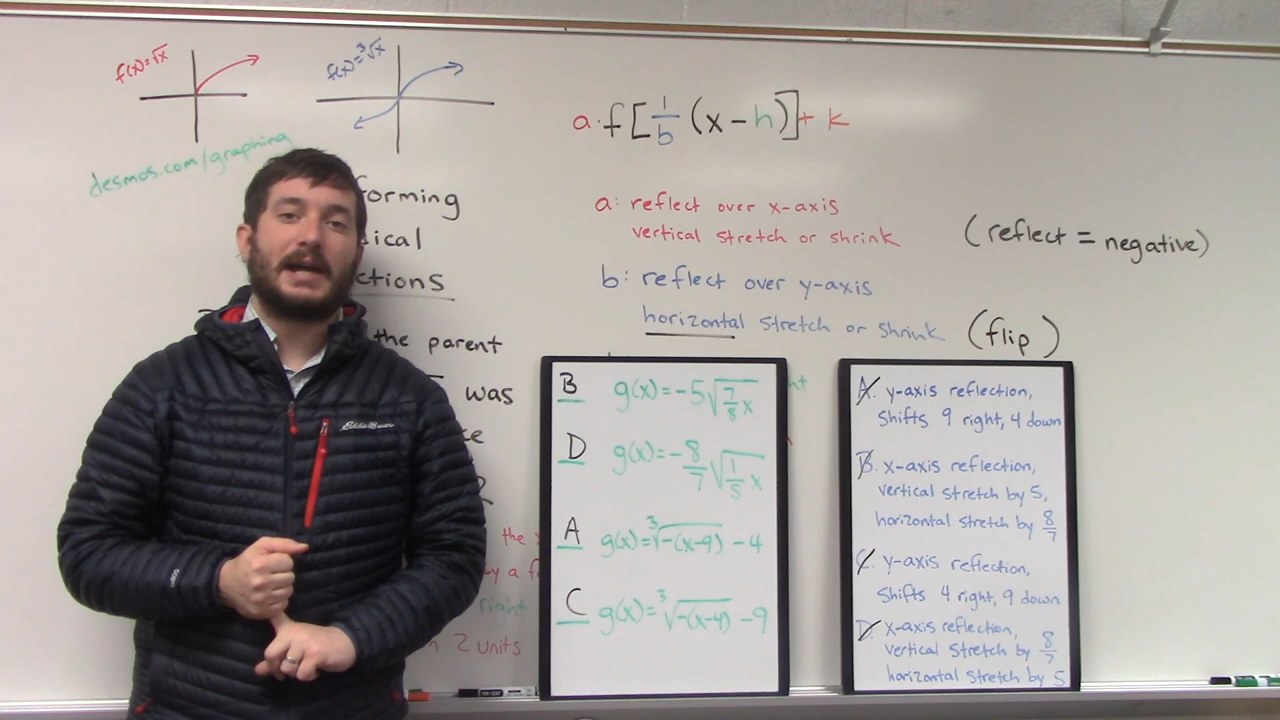 f(x)=√x
f(x)=∛x
desmos.com/graphing
a·f[1/b(x-h)]+k
forming
ical
ctions
the parent
was
a: reflect over x-axis
vertical stretch or shrink
(reflect = negative)
b: reflect over y-axis
horizontal stretch or shrink
(flip)
B g(x)=-5√(7/8 x)
D g(x)=-8/7√(1/5 x)
A g(x)=∛(-(x-9)) -4
C g(x)=∛(-(x-4)) -9
A. y-axis reflection,
shifts 9 right, 4 down
B. x-axis reflection,
vertical stretch by 5,
horizontal stretch by 8/7
C. y-axis reflection,
shifts 4 right, 9 down
D. x-axis reflection,
vertical stretch by 8/7
horizontal stretch by 5
the
by a
right
2 units
Eddie Bauer